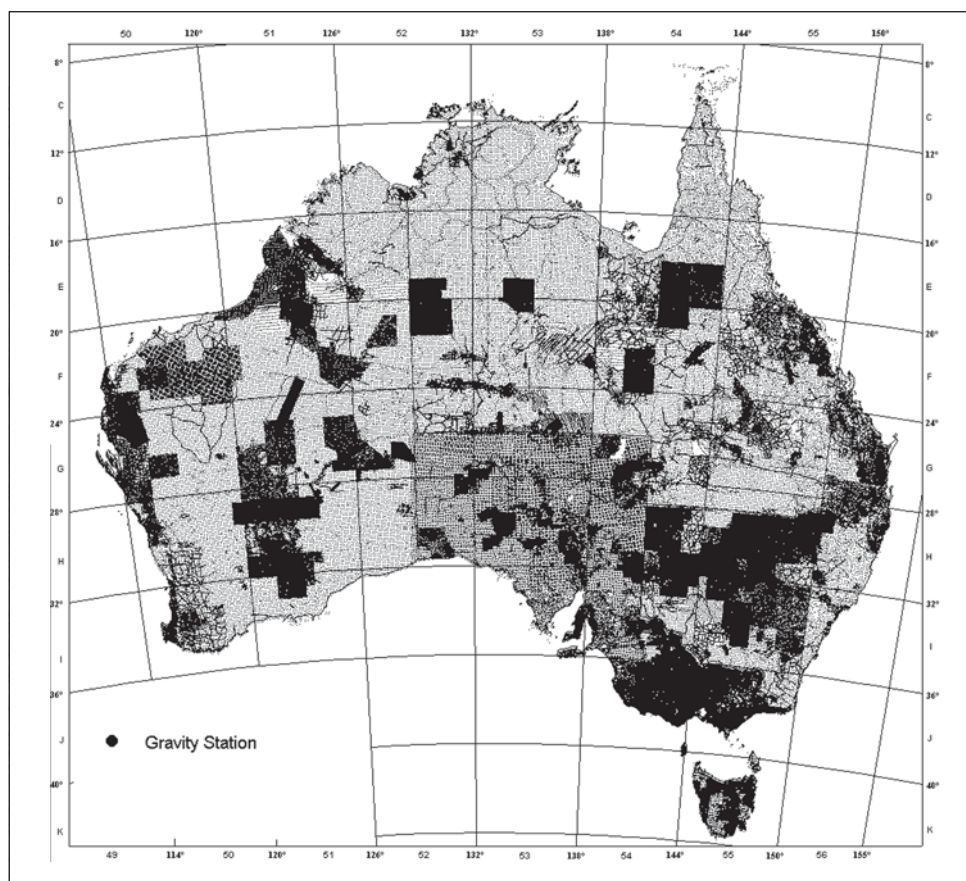 50 120° 51 126° 52 132° 53 138° 54 144° 55 150°
8° 8°
C C
12° 12°
D D
16° 16°
E E
20° 20°
F F
24° 24°
G G
28° 28°
H H
32° 32°
I I
36° 36°
Gravity Station
J J
40° 40°
K K
49 114° 50 120° 51 126° 52 132° 53 138° 54 144° 55 150° 56 155°